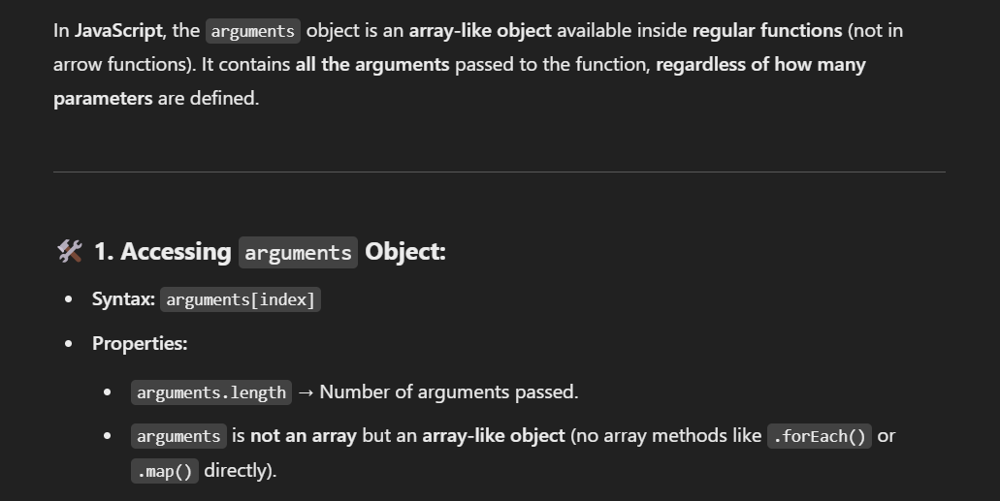 In JavaScript, the arguments object is an array-like object available inside regular functions (not in
arrow functions). It contains all the arguments passed to the function, regardless of how many
parameters are defined.
🛠 1. Accessing arguments Object:
• Syntax: arguments[index]
• Properties:
• arguments.length → Number of arguments passed.
• arguments is not an array but an array-like object (no array methods like .forEach() or
.map() directly).